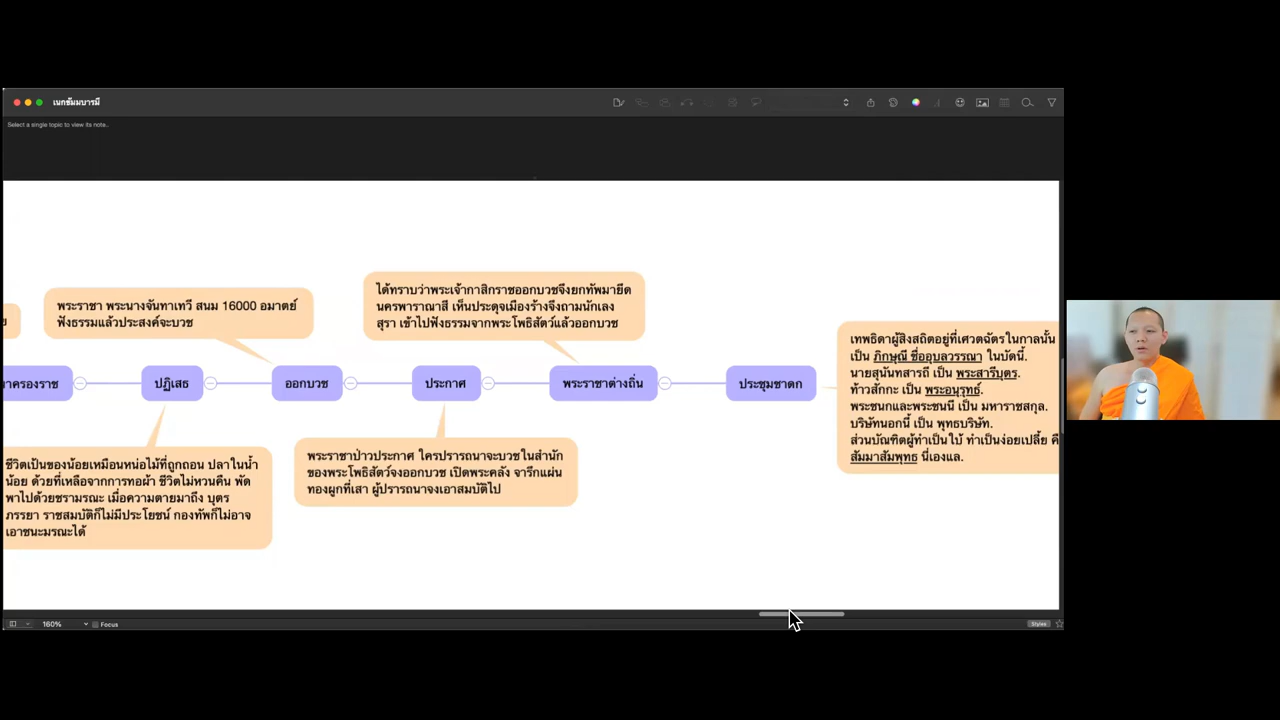 เนกขัมมบารมี
Select a single topic to view its note..
พระราชา พระนางจันทาเทวี สนม 16000 อมาตย์
ฟังธรรมแล้วประสงค์จะบวช
ได้ทราบว่าพระเจ้ากาสิกราชออกบวชจึงยกทัพมายึด
นครพาราณาสี เห็นประตุจเมืองร้างจึงถามนักเลง
สุรา เข้าไปฟังธรรมจากพระโพธิสัตว์แล้วออกบวช
าครองราช
ปฏิเสธ
ออกบวช
ประกาศ
พระราชาต่างถิ่น
ประชุมชาดก
เทพธิดาผู้สิงสถิตอยู่ที่เศวตฉัตรในกาลนั้น
เป็น ภิกษุณี ชื่ออุบลวรรณา ในบัดนี้.
นายสุนันทสารถี เป็น พระสารีบุตร.
ท้าวสักกะ เป็น พระอนุรุทธ์.
พระชนกและพระชนนี เป็น มหาราชสกุล.
บริษัทนอกนี้ เป็น พุทธบริษัท.
ส่วนบัณฑิตผู้ทำเป็นใบ้ ทำเป็นง่อยเปลี้ย คื
สัมมาสัมพุทธ นี่เองแล.
ชีวิตเป็นของน้อยเหมือนหน่อไม้ที่ถูกถอน ปลาในน้ำ
น้อย ด้วยที่เหลือจากการทอผ้า ชีวิตไม่หวนคืน พัด
พาไปด้วยชรามรณะ เมื่อความตายมาถึง บุตร
ภรรยา ราชสมบัติก็ไม่มีประโยชน์ กองทัพก็ไม่อาจ
เอาชนะมรณะได้
พระราชาป่าวประกาศ ใครปรารถนาจะบวชในสำนัก
ของพระโพธิสัตว์จงออกบวช เปิดพระคลัง จารึกแผ่น
ทองผูกที่เสา ผู้ปรารถนาจงเอาสมบัติไป
160%
Focus
Styles